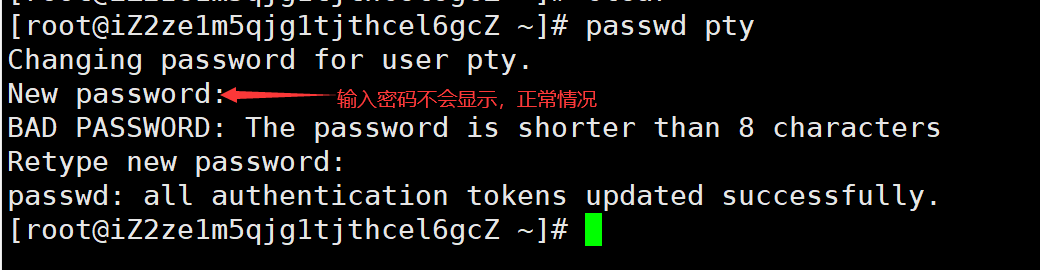 [root@iZ2ze1m5qjg1tjthcel6gcZ ~]# passwd pty
Changing password for user pty.
New password:
输入密码不会显示，正常情况
BAD PASSWORD: The password is shorter than 8 characters
Retype new password:
passwd: all authentication tokens updated successfully.
[root@iZ2ze1m5qjg1tjthcel6gcZ ~]#